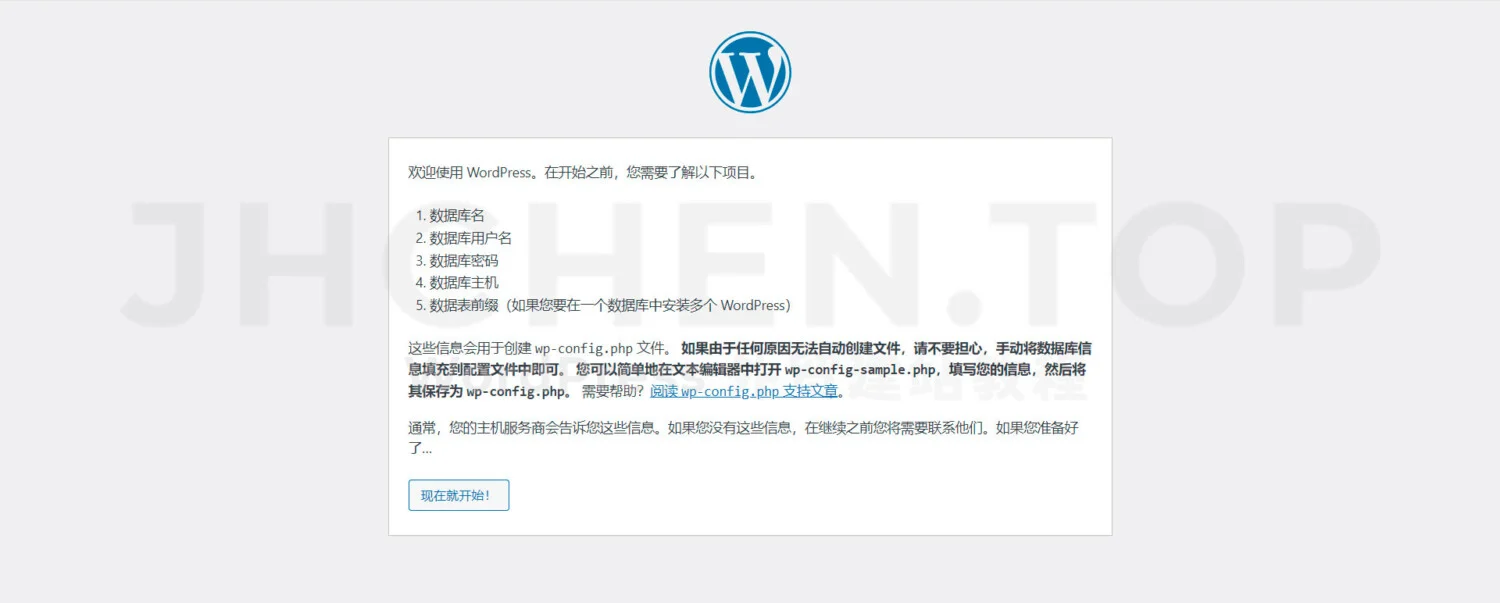 欢迎使用 WordPress。在开始之前，您需要了解以下项目。
1. 数据库名
2. 数据库用户名
3. 数据库密码
4. 数据库主机
5. 数据表前缀（如果您要在一个数据库中安装多个 WordPress）
JHCHEN.TOP
这些信息会用于创建 wp-config.php 文件。 如果由于任何原因无法自动创建文件，请不要担心，手动将数据库信
息填充到配置文件中即可。 您可以简单地在文本编辑器中打开 wp-config-sample.php，填写您的信息，然后将
其保存为 wp-config.php。 需要帮助？阅读 wp-config.php 支持文章。
WordPress 建站教程
通常，您的主机服务商会告诉您这些信息。如果您没有这些信息，在继续之前您将需要联系他们。如果您准备好
了...
现在就开始！